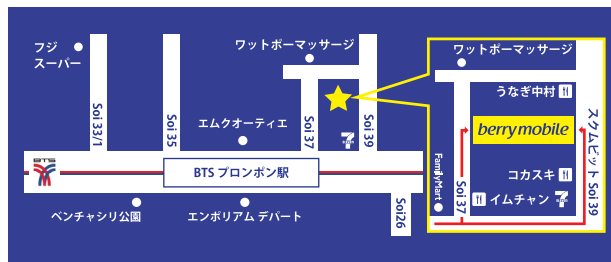 フジ
スーパー
Soi 33/1
Soi 35
ワットポーマッサージ
エムクオーティエ
Soi 37
7 ELEVEN
Soi 39
BTS
BTS プロンポン駅
ベンチャシリ公園
エンポリアム デパート
Soi26
ワットポーマッサージ
うなぎ中村
berrymobile
コカスキ
イムチャン
7 ELEVEN
FamilyMart
Soi 37
スクムビット Soi 39